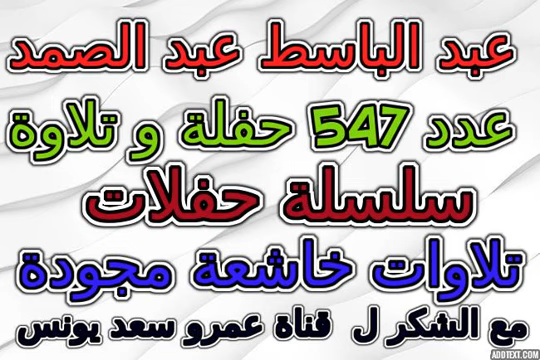 عبد الباسط عبد الصمد
عدد 547 حفلة و تلاوة
سلسلة حفلات
تلاوات خاشعة مجودة
مع الشكر ل قناة عمرو سعد يونس
ADDTEXT.COM